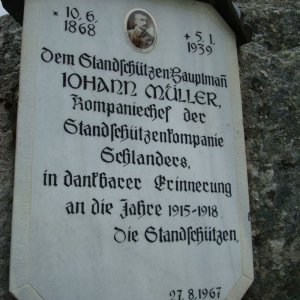 * 10.6.
1868
+ 5.1.
1939
Dem Standschützen-Hauptmañ
JOHANN MÜLLER,
Kompaniechef der
Standschützenkompanie
Schlanders,
in dankbarer Erinnerung
an die Jahre 1915-1918
Die Standschützen.
27.8.1967